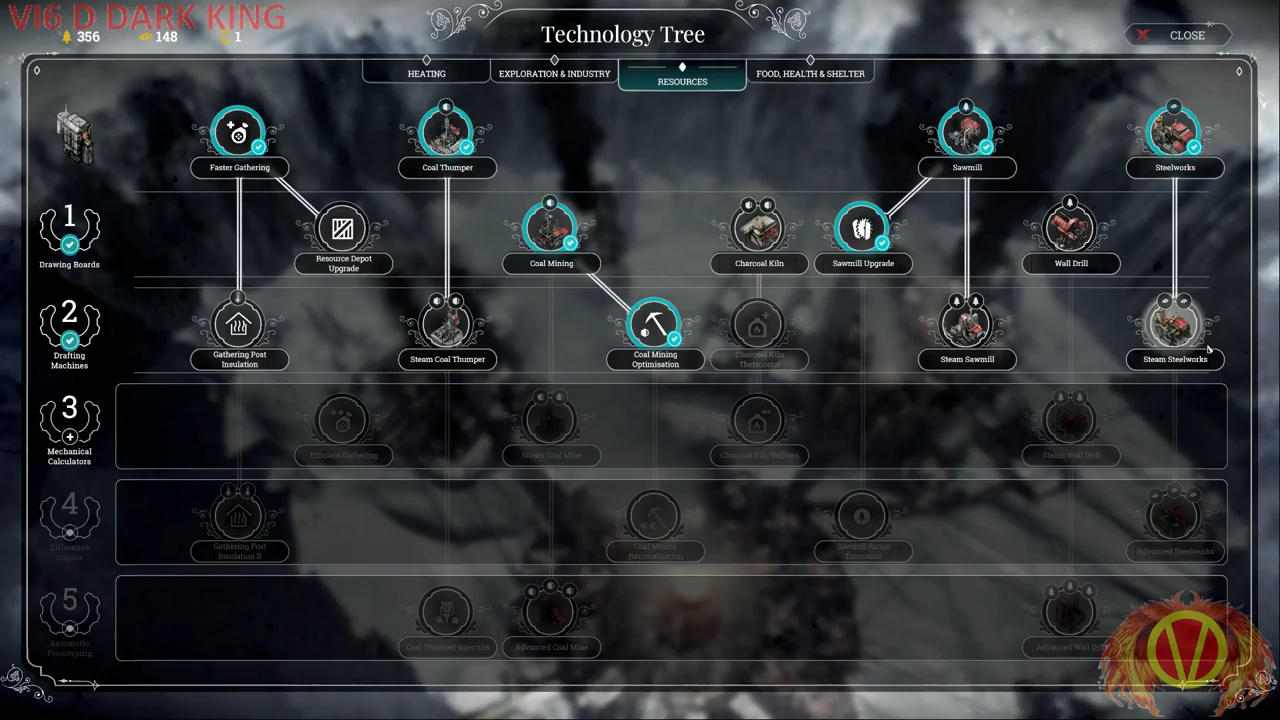 VI6 D DARK KING
356 148 1
Technology Tree
CLOSE
HEATING
EXPLORATION & INDUSTRY
RESOURCES
FOOD, HEALTH & SHELTER
Faster Gathering
Coal Thumper
Sawmill
Steelworks
1
Drawing Boards
Resource Depot
Upgrade
Coal Mining
Charcoal Kiln
Sawmill Upgrade
Wall Drill
2
Drafting
Machines
Gathering Post
Insulation
Steam Coal Thumper
Coal Mining
Optimisation
Charcoal Kiln
Thermostat
Steam Sawmill
Steam Steelworks
3
Mechanical
Calculators
Efficient Gathering
Steam Coal Mine
Charcoal Kiln Bellows
Steam Wall Drill
4
Difference
Engine
Gathering Post
Insulation II
Coal Mining
Rationalisation
Sawmill Range
Extension
Advanced Steelworks
5
Automatic
Prototyping
Coal Thumper Injectors
Advanced Coal Mine
Advanced Wall Drill
V